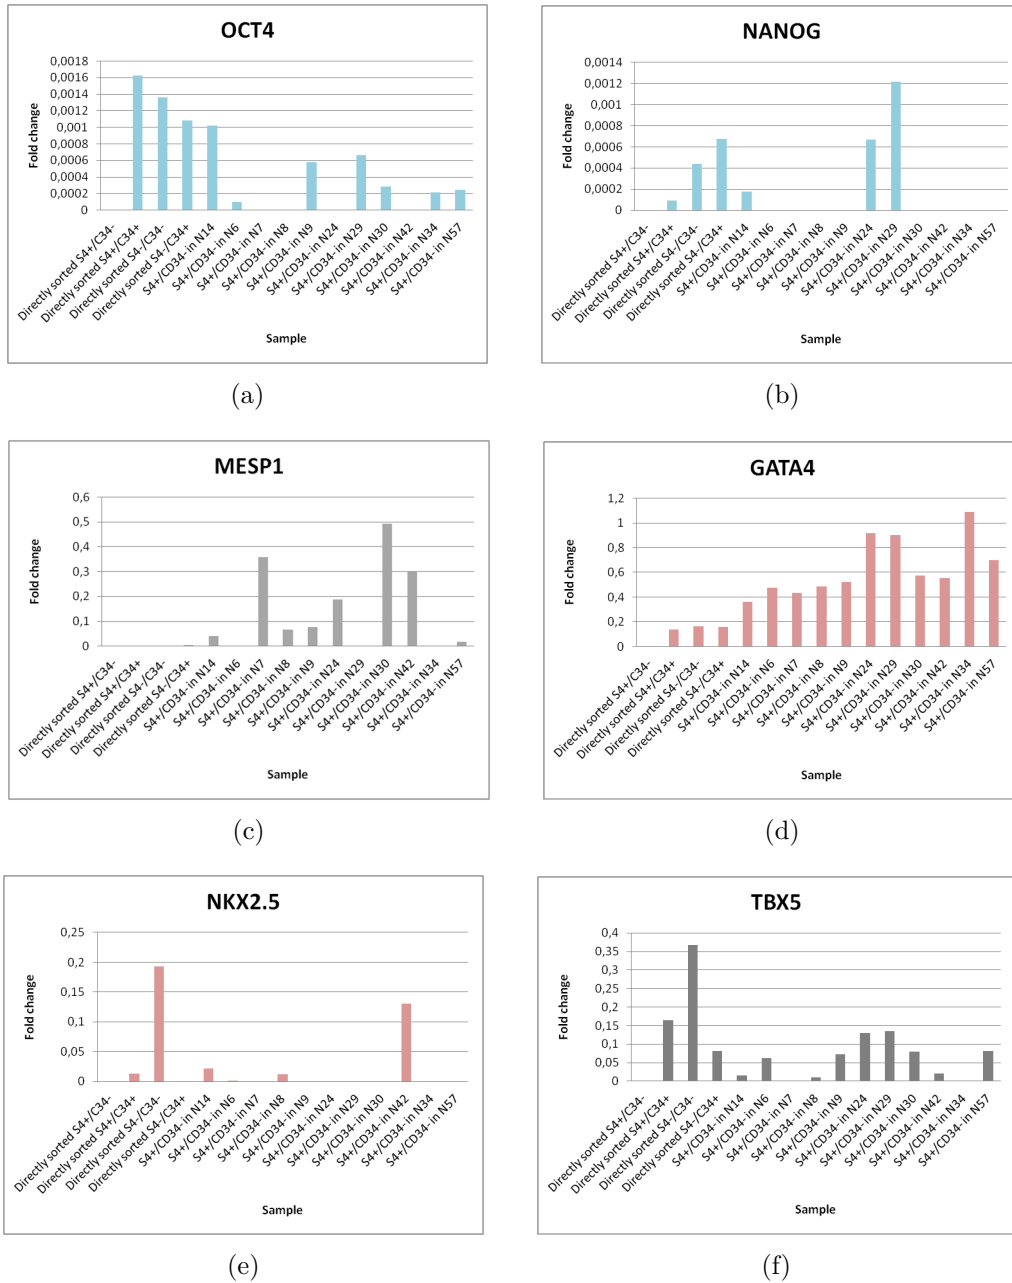 OCT4
0,0018
0,0016
0,0014
0,0012
0,001
0,0008
0,0006
0,0004
0,0002
0
Fold change
Directly sorted S4+/C34-
Directly sorted S4+/C34+
Directly sorted S4-/C34-
Directly sorted S4-/C34+
S4+/CD34- in N14
S4+/CD34- in N6
S4+/CD34- in N7
S4+/CD34- in N8
S4+/CD34- in N9
S4+/CD34- in N24
S4+/CD34- in N29
S4+/CD34- in N30
S4+/CD34- in N42
S4+/CD34- in N34
S4+/CD34- in N57
Sample
(a)
NANOG
0,0014
0,0012
0,001
0,0008
0,0006
0,0004
0,0002
0
Fold change
Directly sorted S4+/C34-
Directly sorted S4+/C34+
Directly sorted S4-/C34-
Directly sorted S4-/C34+
S4+/CD34- in N14
S4+/CD34- in N6
S4+/CD34- in N7
S4+/CD34- in N8
S4+/CD34- in N9
S4+/CD34- in N24
S4+/CD34- in N29
S4+/CD34- in N30
S4+/CD34- in N42
S4+/CD34- in N34
S4+/CD34- in N57
Sample
(b)
MESP1
0,6
0,5
0,4
0,3
0,2
0,1
0
Fold change
Directly sorted S4+/C34-
Directly sorted S4+/C34+
Directly sorted S4-/C34-
Directly sorted S4-/C34+
S4+/CD34- in N14
S4+/CD34- in N6
S4+/CD34- in N7
S4+/CD34- in N8
S4+/CD34- in N9
S4+/CD34- in N24
S4+/CD34- in N29
S4+/CD34- in N30
S4+/CD34- in N42
S4+/CD34- in N34
S4+/CD34- in N57
Sample
(c)
GATA4
1,2
1
0,8
0,6
0,4
0,2
0
Fold change
Directly sorted S4+/C34-
Directly sorted S4+/C34+
Directly sorted S4-/C34-
Directly sorted S4-/C34+
S4+/CD34- in N14
S4+/CD34- in N6
S4+/CD34- in N7
S4+/CD34- in N8
S4+/CD34- in N9
S4+/CD34- in N24
S4+/CD34- in N29
S4+/CD34- in N30
S4+/CD34- in N42
S4+/CD34- in N34
S4+/CD34- in N57
Sample
(d)
NKX2.5
0,25
0,2
0,15
0,1
0,05
0
Fold change
Directly sorted S4+/C34-
Directly sorted S4+/C34+
Directly sorted S4-/C34-
Directly sorted S4-/C34+
S4+/CD34- in N14
S4+/CD34- in N6
S4+/CD34- in N7
S4+/CD34- in N8
S4+/CD34- in N9
S4+/CD34- in N24
S4+/CD34- in N29
S4+/CD34- in N30
S4+/CD34- in N42
S4+/CD34- in N34
S4+/CD34- in N57
Sample
(e)
TBX5
0,4
0,35
0,3
0,25
0,2
0,15
0,1
0,05
0
Fold change
Directly sorted S4+/C34-
Directly sorted S4+/C34+
Directly sorted S4-/C34-
Directly sorted S4-/C34+
S4+/CD34- in N14
S4+/CD34- in N6
S4+/CD34- in N7
S4+/CD34- in N8
S4+/CD34- in N9
S4+/CD34- in N24
S4+/CD34- in N29
S4+/CD34- in N30
S4+/CD34- in N42
S4+/CD34- in N34
S4+/CD34- in N57
Sample
(f)